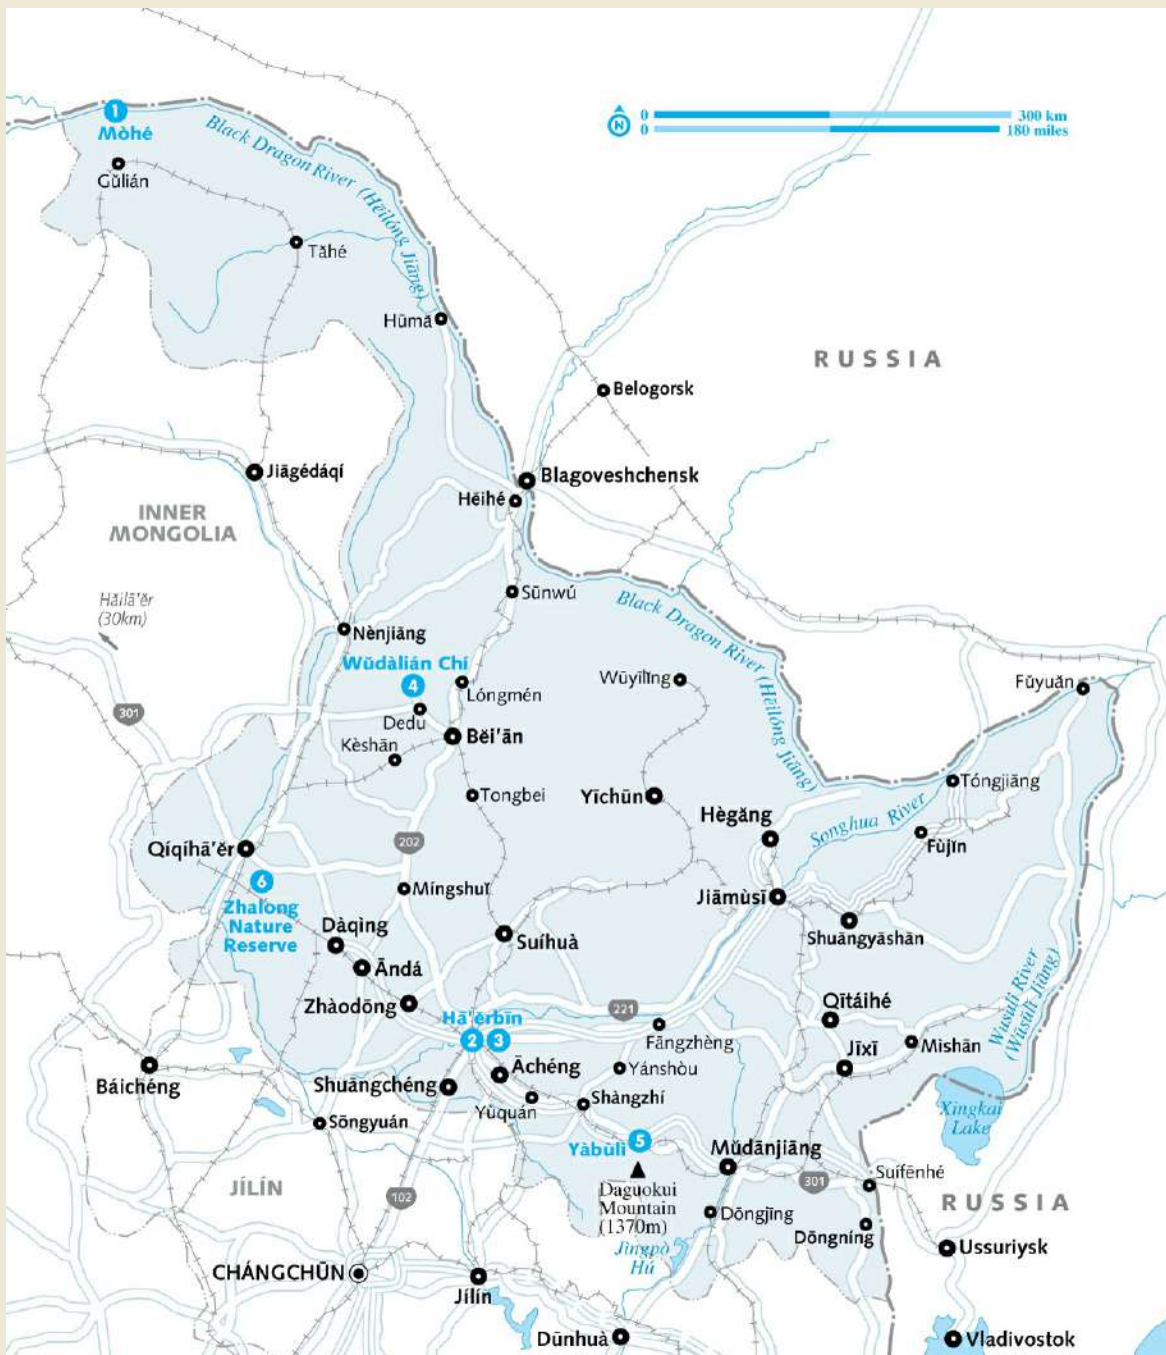 1
Mòhé
Gǔlián
Black Dragon River (Hēilóng Jiāng)
0 300 km
N
0 180 miles
Tǎhé
Hūmǎ
RUSSIA
Belogorsk
Jiāgédáqí
Blagoveshchensk
Hēihé
INNER
MONGOLIA
Hǎilā'ěr
(30km)
Sūnwú
Black Dragon River (Hēilóng Jiāng)
Nènjiāng
Wǔdàlián Chí
4
Lóngmén
Wūyīlǐng
Fǔyuǎn
301
Dedu
Běi'ān
Kèshān
Tongbei
Yīchūn
Tóngjiāng
Hègǎng
Songhua River
Fùjǐn
202
Qíqíhā'ěr
6
Zhalong
Nature
Reserve
Míngshuǐ
Jiāmùsī
Shuāngyāshān
Dàqìng
Suíhuà
Āndá
Zhàodōng
Hā'ěrbīn
2 3
221
Fāngzhèng
Qītáihé
Wusuli River
(Wūsūlǐ Jiāng)
Jīxī
Mìshān
Báichéng
Shuāngchéng
Āchéng
Yánshòu
Yùquán
Shàngzhí
Xingkai
Lake
Sōngyuán
Yàbùlì 5
Mǔdānjiāng
Suífēnhé
301
JÍLÍN
102
Daguokui
Mountain
(1370m)
Dōngjīng
Dōngníng
RUSSIA
Jìngpò
Hú
Ussuriysk
CHÁNGCHŪN
Jílín
Dūnhuà
Vladivostok